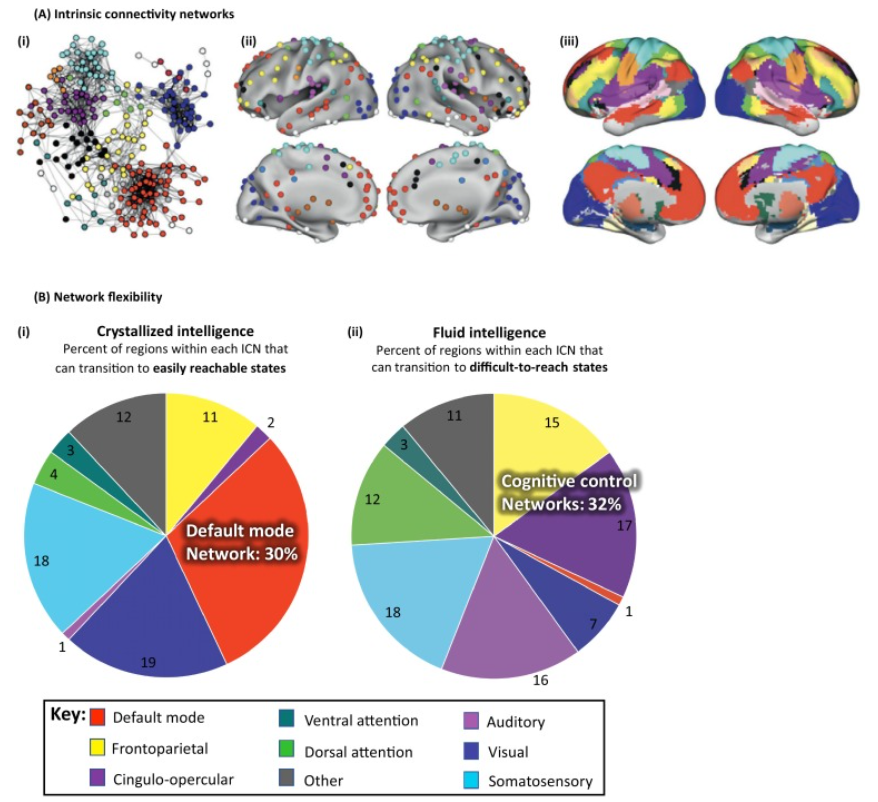 (A) Intrinsic connectivity networks
(i)
(ii)
(iii)
(B) Network flexibility
(i)
Crystallized intelligence
Percent of regions within each ICN that
can transition to easily reachable states
(ii)
Fluid intelligence
Percent of regions within each ICN that
can transition to difficult-to-reach states
12
11
2
3
4
Default mode
Network: 30%
18
1
19
11
15
3
Cognitive control
Networks: 32%
12
17
18
1
7
16
Key:
Default mode
Ventral attention
Auditory
Frontoparietal
Dorsal attention
Visual
Cingulo-opercular
Other
Somatosensory